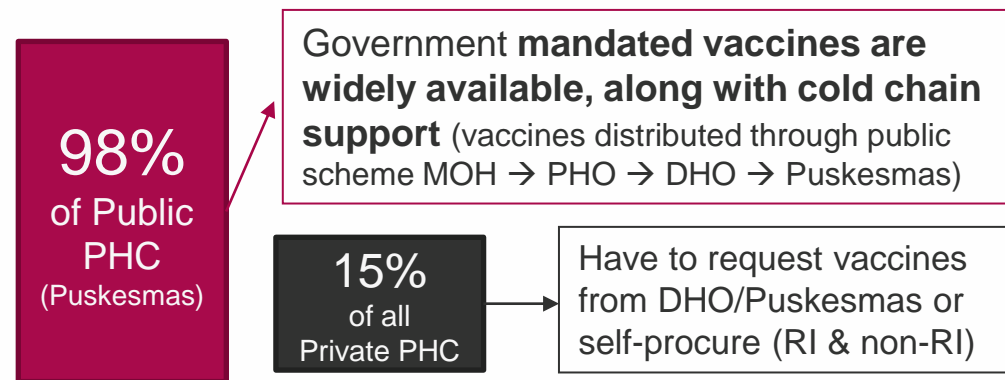 98%
of Public
PHC
(Puskesmas)
Government mandated vaccines are
widely available, along with cold chain
support (vaccines distributed through public
scheme MOH → PHO → DHO → Puskesmas)
15%
of all
Private PHC
Have to request vaccines
from DHO/Puskesmas or
self-procure (RI & non-RI)